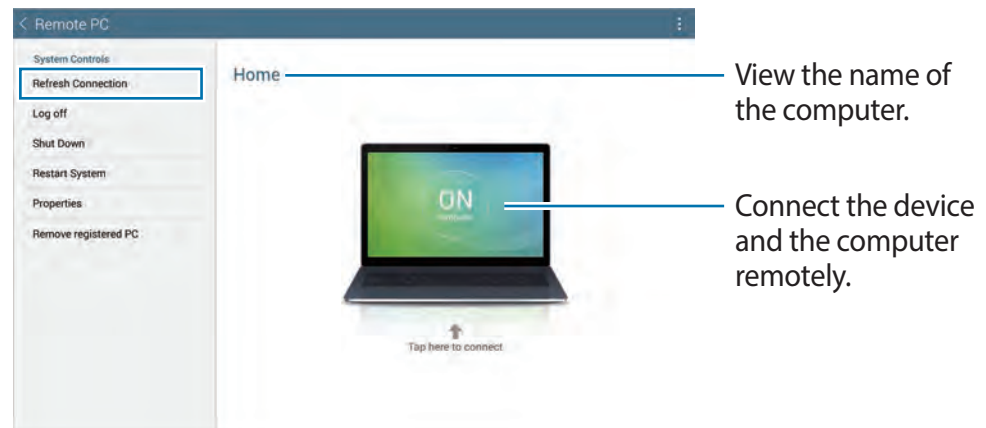 Remote PC
System Controls
Refresh Connection
Log off
Shut Down
Restart System
Properties
Remove registered PC
Home
ON
computer
Tap here to connect
View the name of
the computer.
Connect the device
and the computer
remotely.